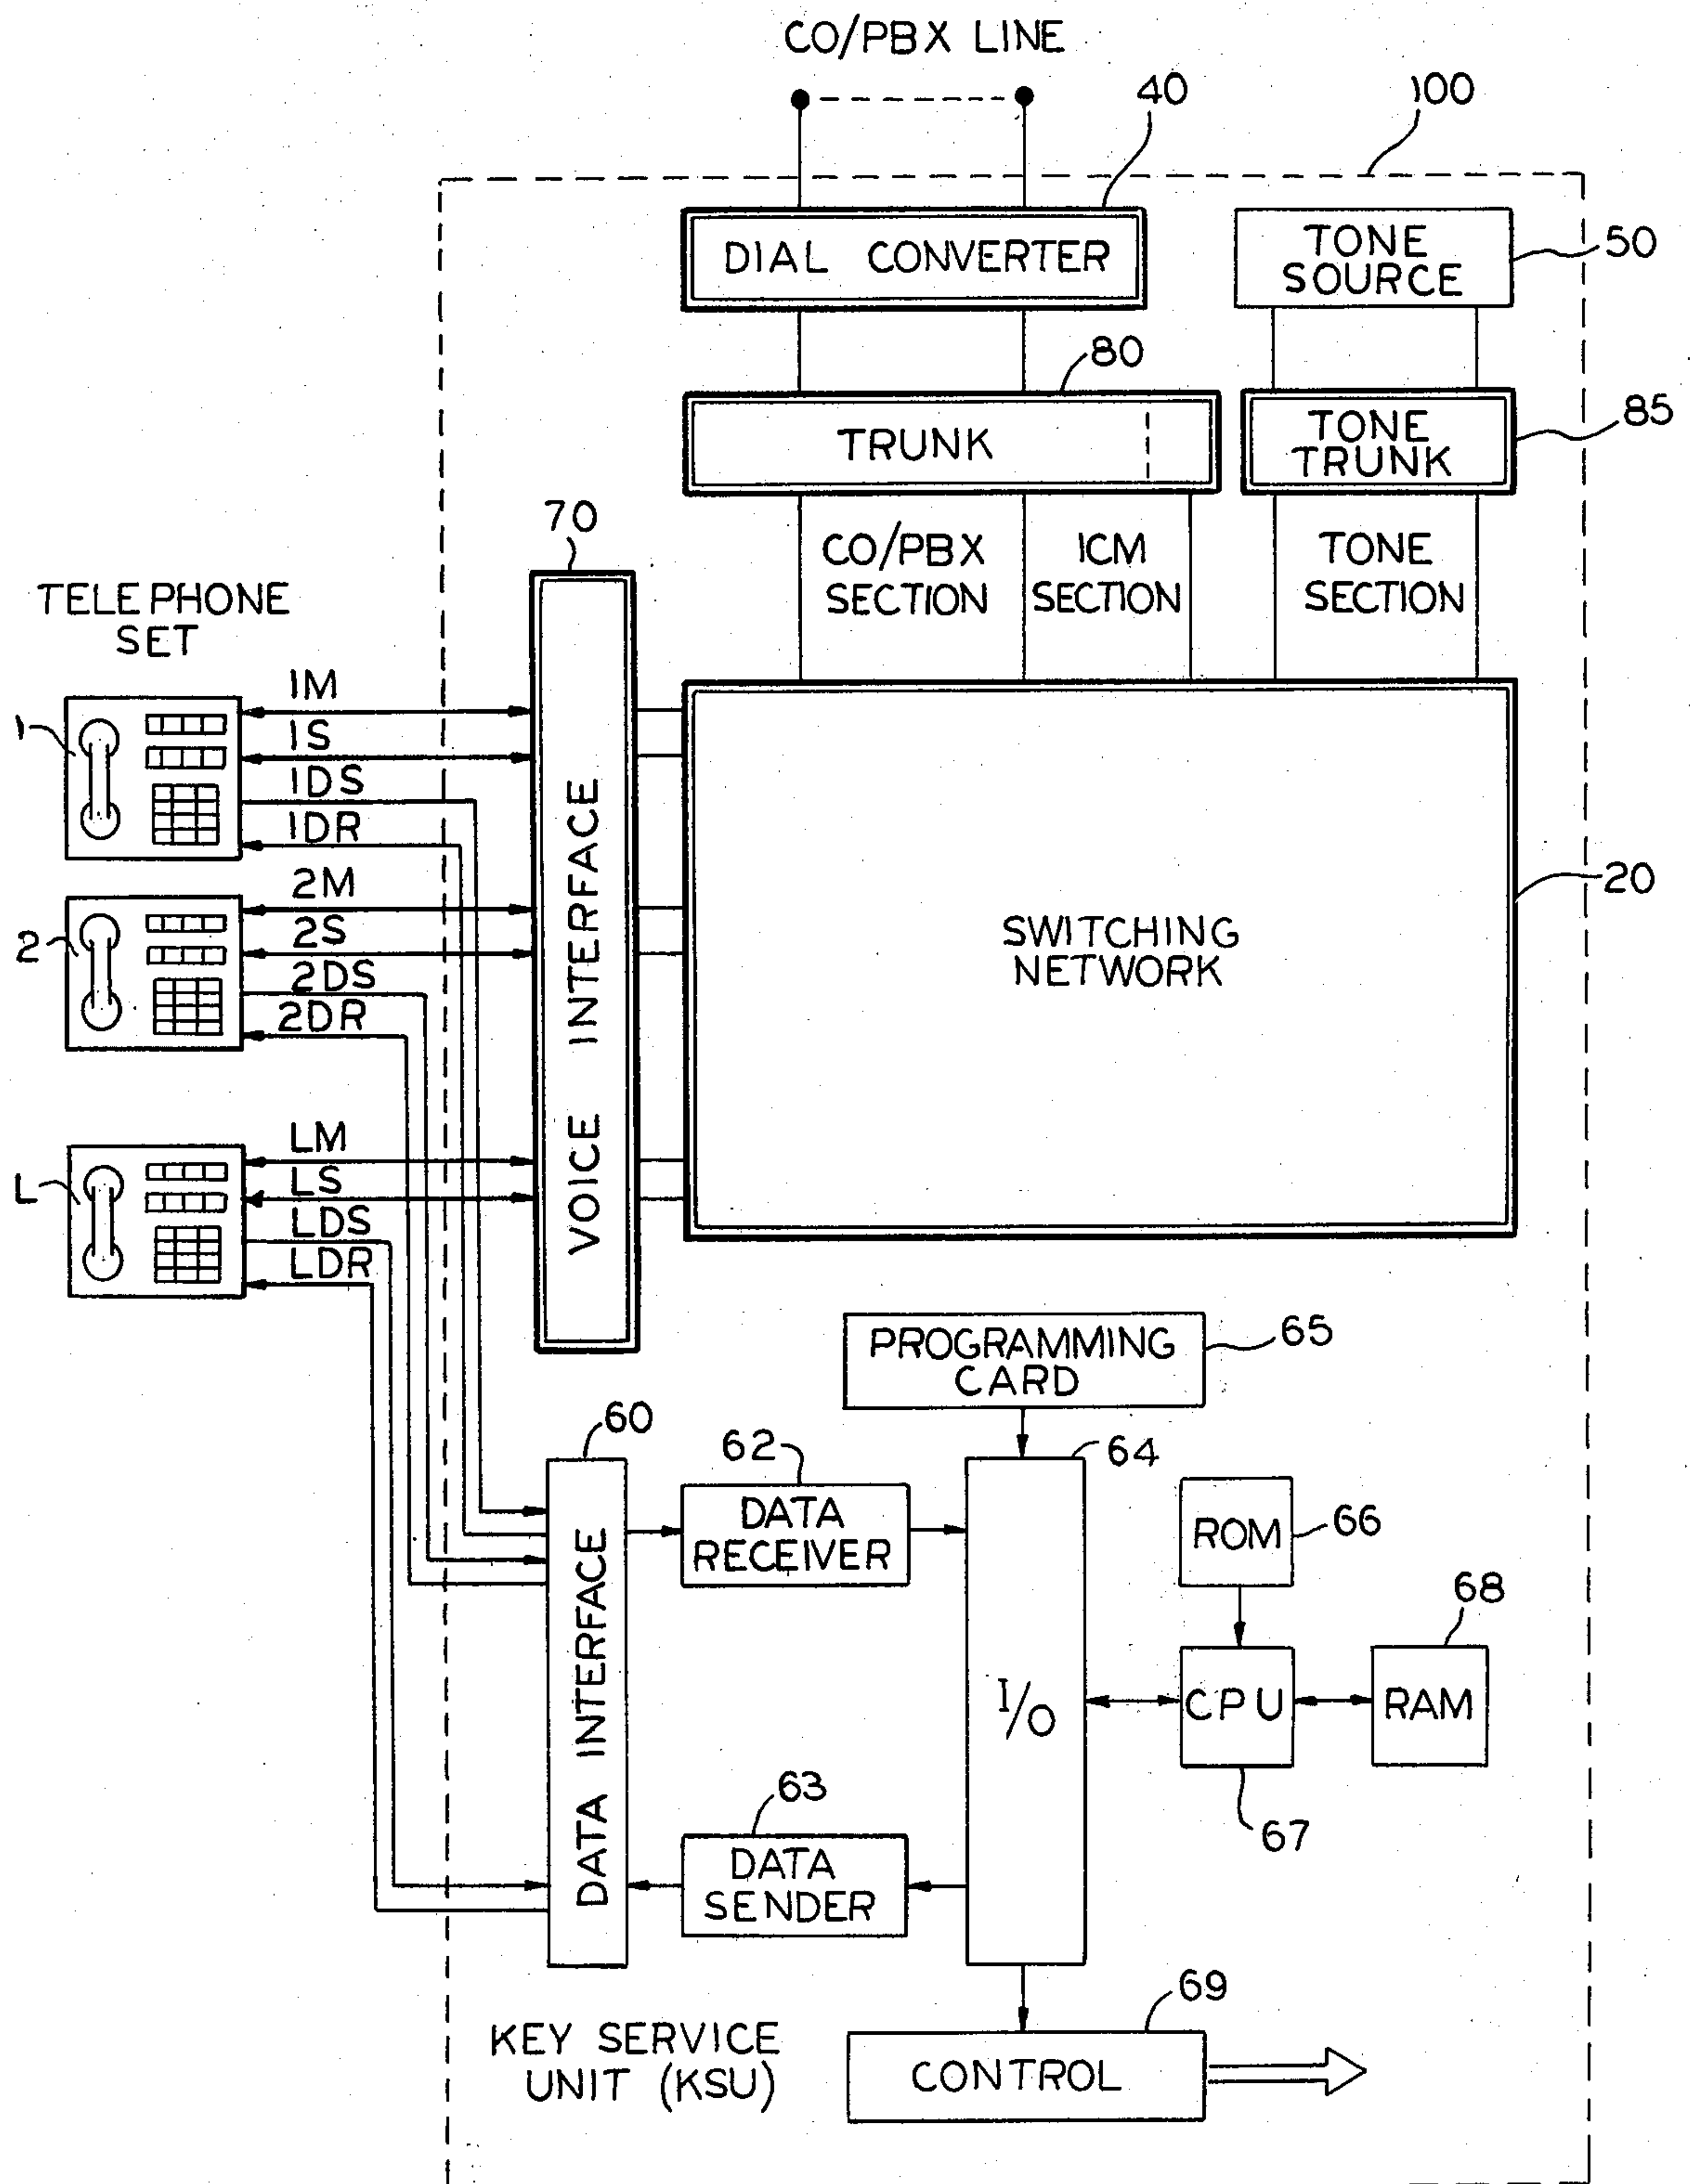 CO/PBX LINE
40
100
DIAL CONVERTER
TONE
SOURCE
50
80
TRUNK
TONE
TRUNK
85
70
CO/PBX
SECTION
ICM
SECTION
TONE
SECTION
TELEPHONE
SET
1
1M
1S
1DS
1DR
2
2M
2S
2DS
2DR
L
LM
LS
LDS
LDR
VOICE INTERFACE
SWITCHING
NETWORK
20
PROGRAMMING
CARD
65
60
62
DATA
RECEIVER
64
ROM
66
68
DATA INTERFACE
I/O
CPU
RAM
67
63
DATA
SENDER
69
KEY SERVICE
UNIT (KSU)
CONTROL